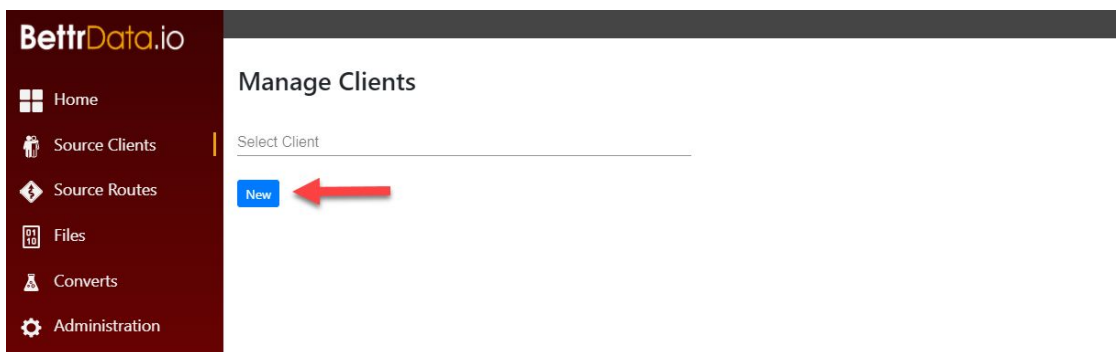 BettrData.io
Home
Source Clients
Source Routes
Files
Converts
Administration
Manage Clients
Select Client
New